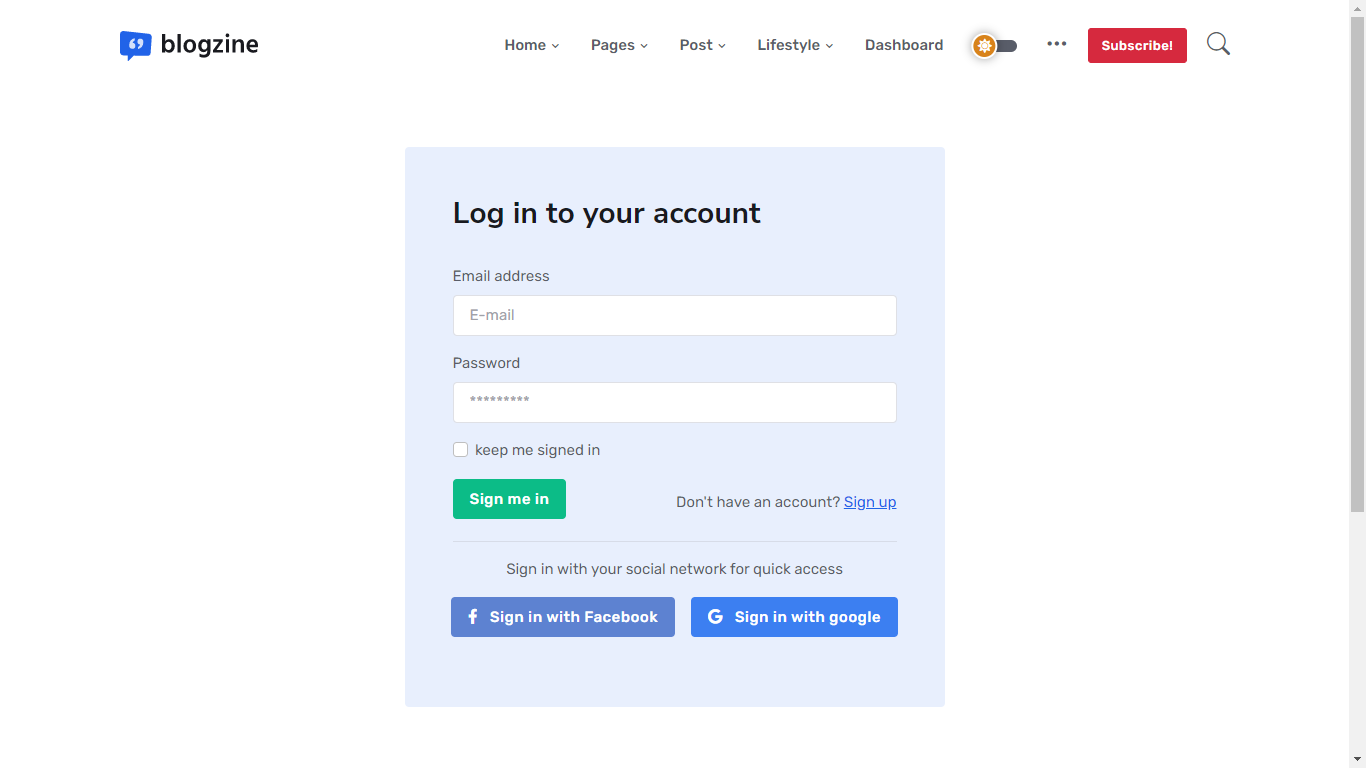 blogzine
Home Pages Post Lifestyle Dashboard Subscribe!
Log in to your account
Email address
E-mail
Password
*********
keep me signed in
Sign me in
Don't have an account? Sign up
Sign in with your social network for quick access
Sign in with Facebook
Sign in with google